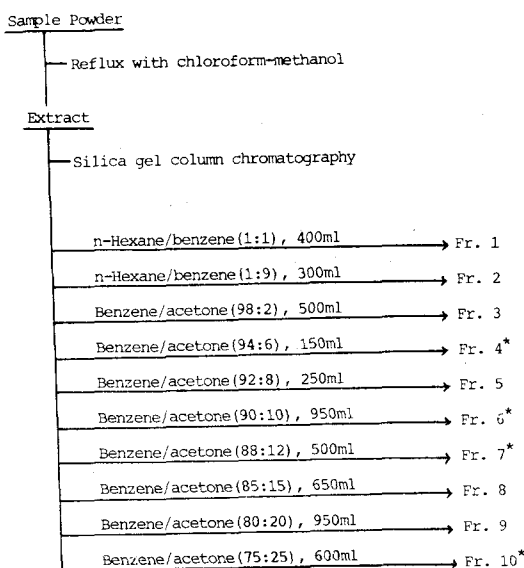 Sample Powder
Reflux with chloroform-methanol
Extract
Silica gel column chromatography
n-Hexane/benzene(1:1), 400ml Fr. 1
n-Hexane/benzene(1:9), 300ml Fr. 2
Benzene/acetone(98:2), 500ml Fr. 3
Benzene/acetone(94:6), 150ml Fr. 4*
Benzene/acetone(92:8), 250ml Fr. 5
Benzene/acetone(90:10), 950ml Fr. 6*
Benzene/acetone(88:12), 500ml Fr. 7*
Benzene/acetone(85:15), 650ml Fr. 8
Benzene/acetone(80:20), 950ml Fr. 9
Benzene/acetone(75:25), 600ml Fr. 10*